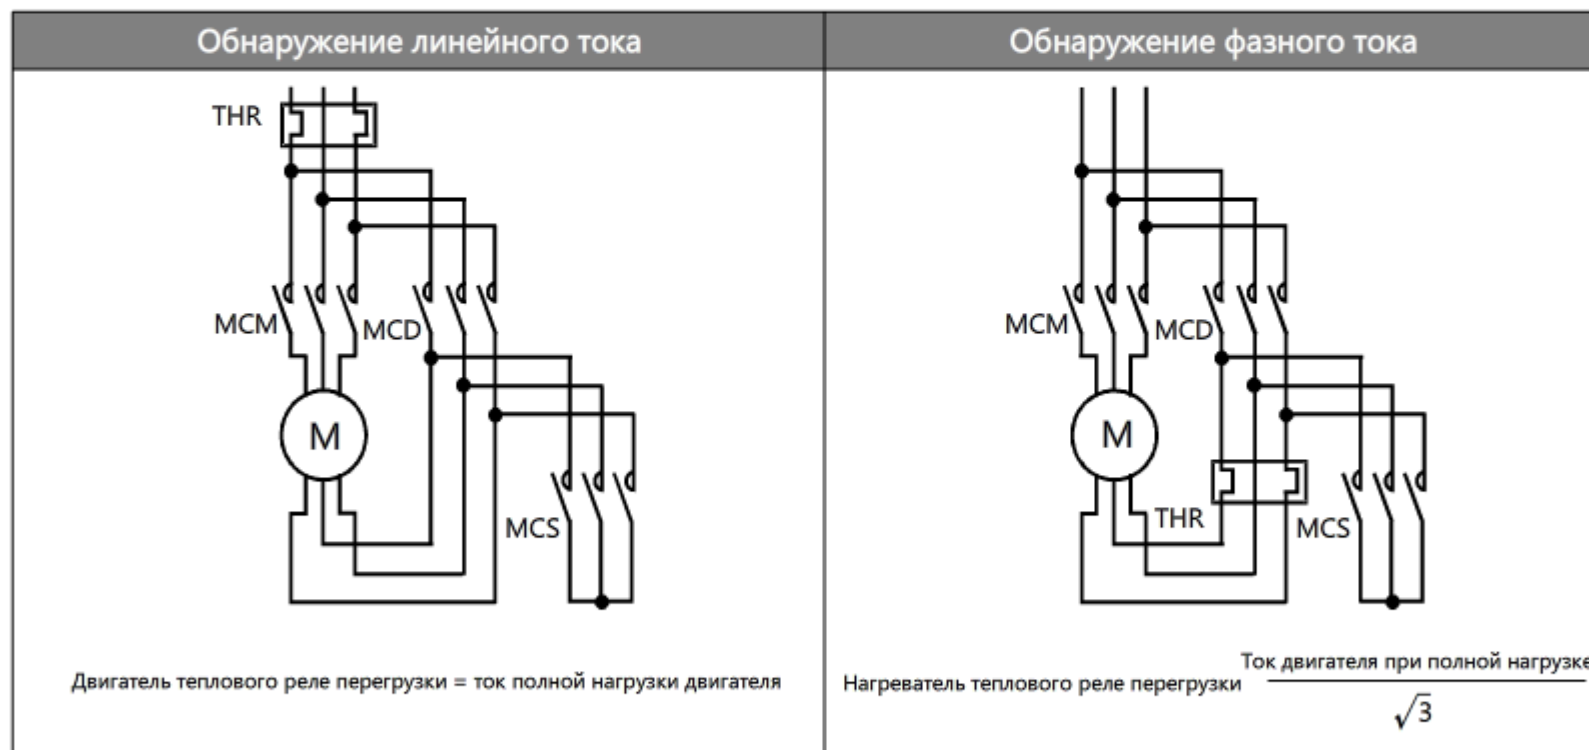 Обнаружение линейного тока
Обнаружение фазного тока
THR
MCM
MCD
M
MCS
Двигатель теплового реле перегрузки = ток полной нагрузки двигателя
MCM
MCD
M
THR
MCS
Нагреватель теплового реле перегрузки
Ток двигателя при полной нагрузке
√3